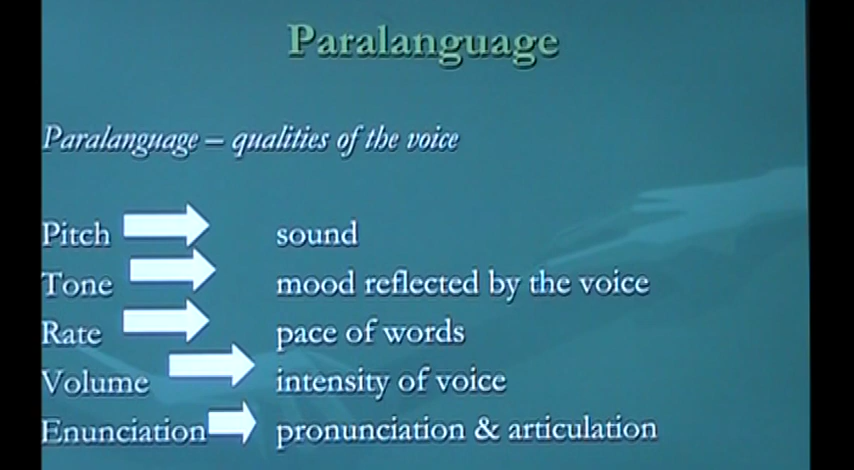 Paralanguage
Paralanguage – qualities of the voice
Pitch sound
Tone mood reflected by the voice
Rate pace of words
Volume intensity of voice
Enunciation pronunciation & articulation